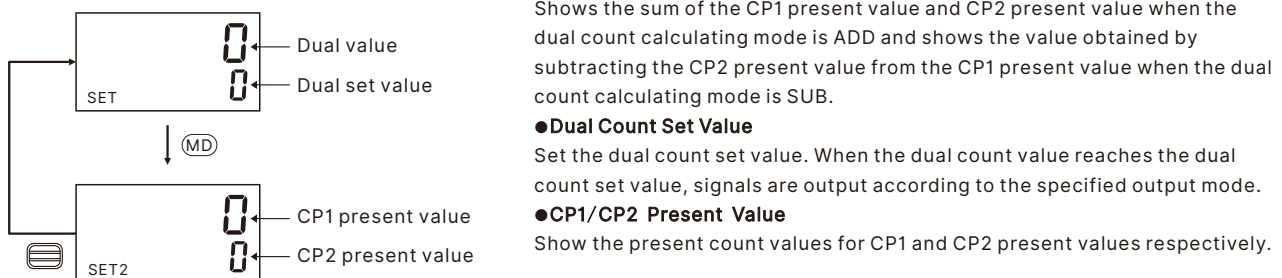 0 Dual value
0 Dual set value
SET
MD
0 CP1 present value
0 CP2 present value
SET2
Shows the sum of the CP1 present value and CP2 present value when the
dual count calculating mode is ADD and shows the value obtained by
subtracting the CP2 present value from the CP1 present value when the dual
count calculating mode is SUB.
●Dual Count Set Value
Set the dual count set value. When the dual count value reaches the dual
count set value, signals are output according to the specified output mode.
●CP1/CP2 Present Value
Show the present count values for CP1 and CP2 present values respectively.